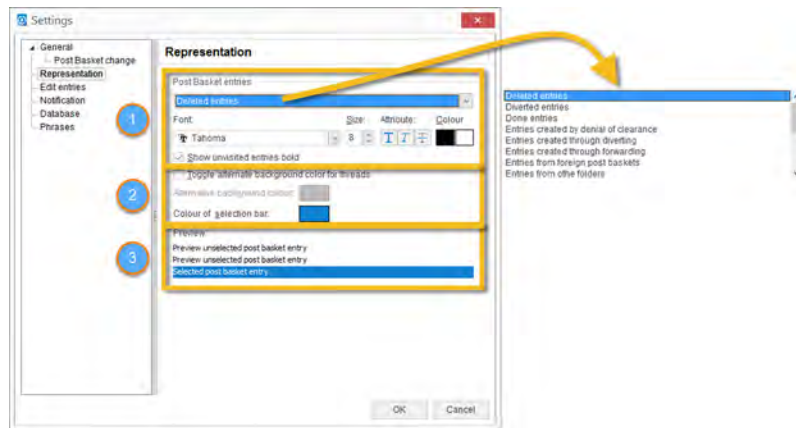 Settings
General
Post Basket change
Representation
Edit entries
Notification
Database
Phrases
Representation
Post Basket entries
Deleted entries
Font: Size: Attribute: Colour
Tahoma 8 T T T
Show unvisited entries bold
Toggle alternate background color for threads
Alternative background colour:
Colour of selection bar:
Preview
Preview unselected post basket entry
Preview unselected post basket entry
Selected post basket entry
OK Cancel
1
2
3
Deleted entries
Diverted entries
Done entries
Entries created by denial of clearance
Entries created through diverting
Entries created through forwarding
Entries from foreign post baskets
Entries from othe folders